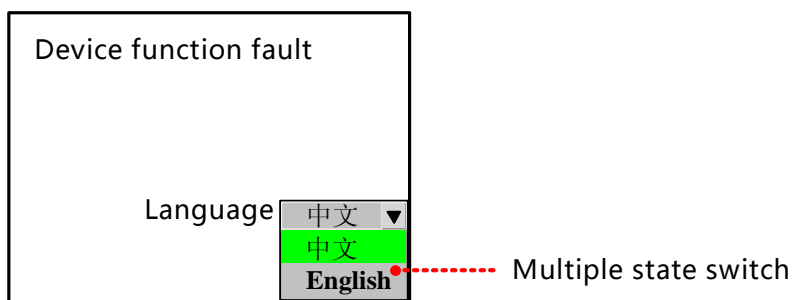 Device function fault
Language 中文
中文
English
Multiple state switch